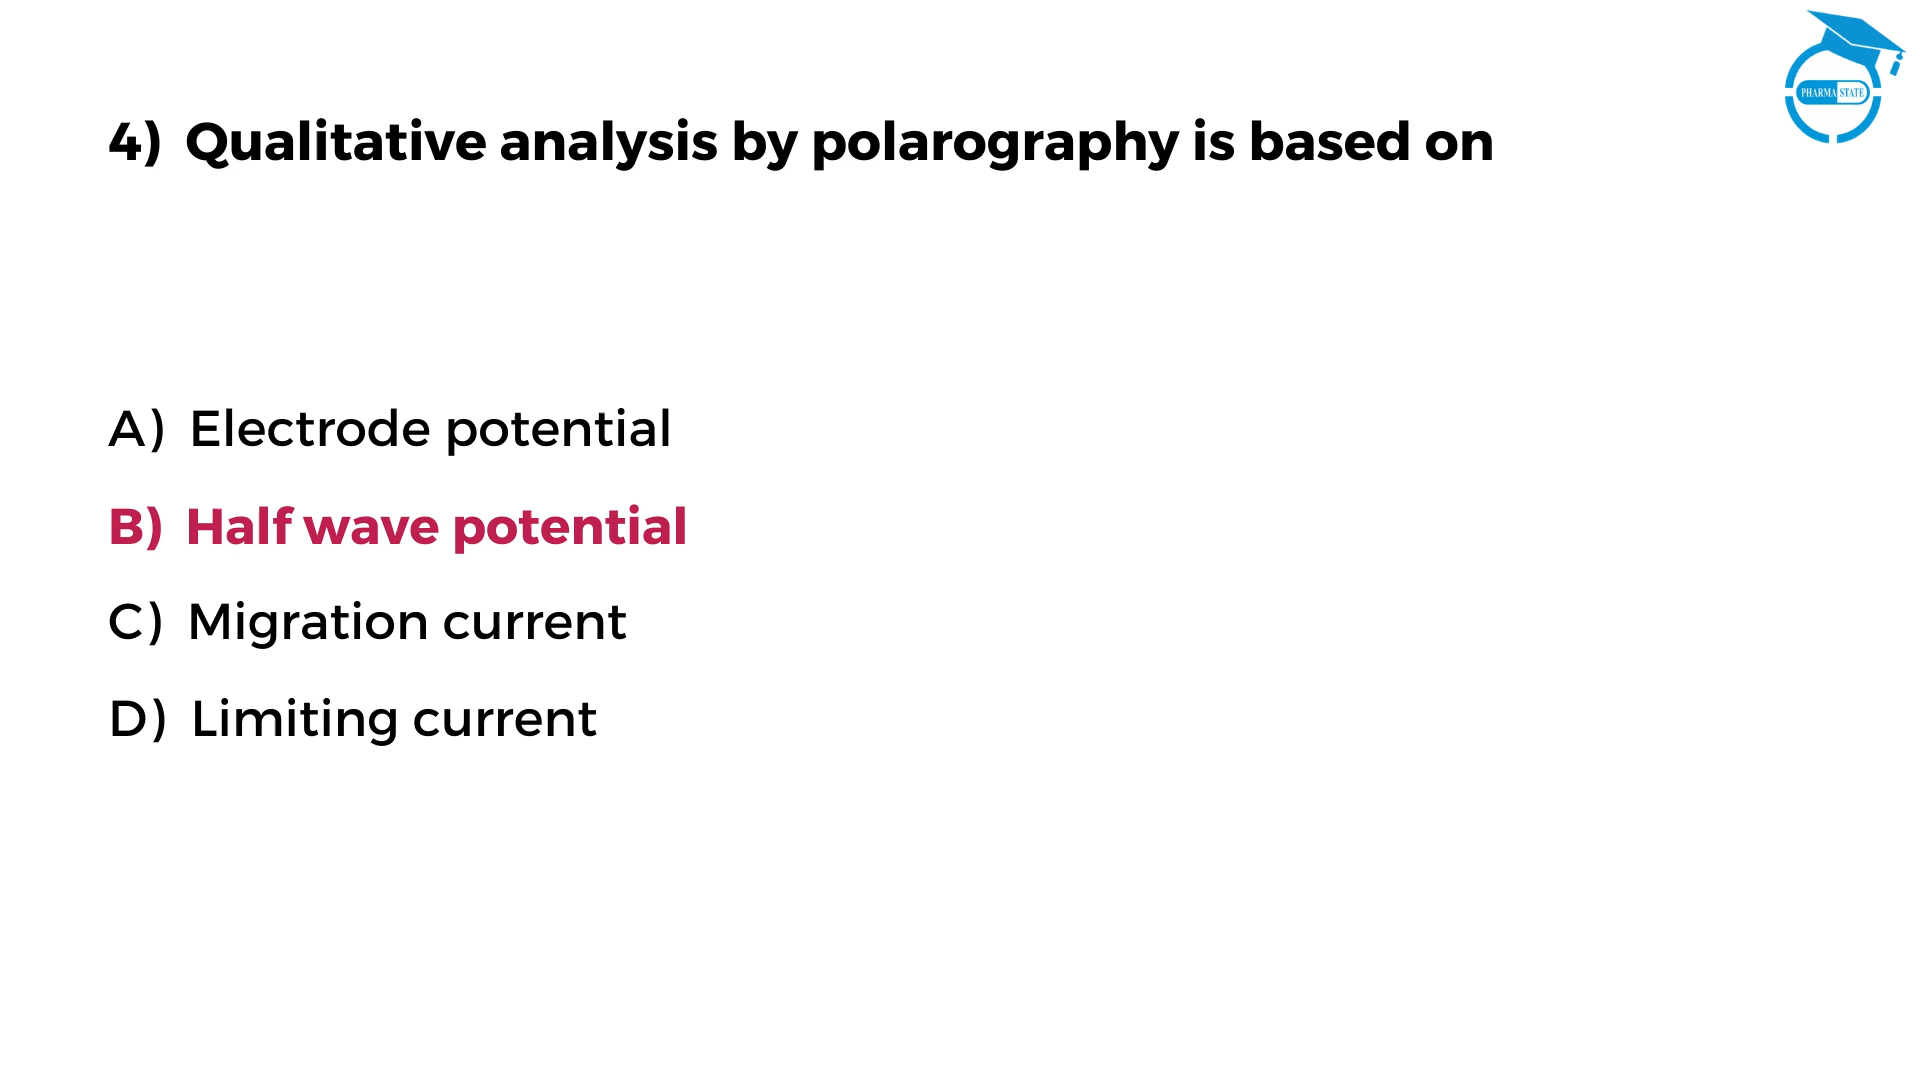 PHARMA STATE
4) Qualitative analysis by polarography is based on
A) Electrode potential
B) Half wave potential
C) Migration current
D) Limiting current